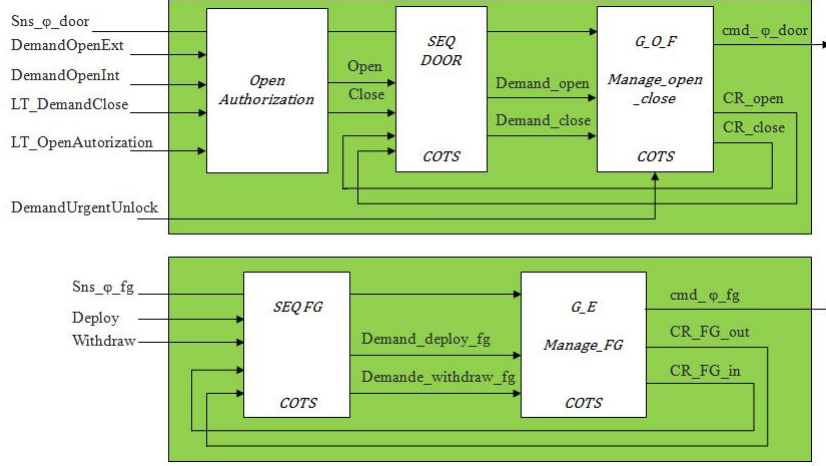 Sns_φ_door
DemandOpenExt
DemandOpenInt
LT_DemandClose
LT_OpenAutorization
DemandUrgentUnlock
Open
Authorization
Open
Close
SEQ
DOOR
COTS
Demand_open
Demand_close
G_O_F
Manage_open
_close
COTS
cmd_φ_door
CR_open
CR_close
Sns_φ_fg
Deploy
Withdraw
SEQ FG
COTS
Demand_deploy_fg
Demande_withdraw_fg
G_E
Manage_FG
COTS
cmd_φ_fg
CR_FG_out
CR_FG_in